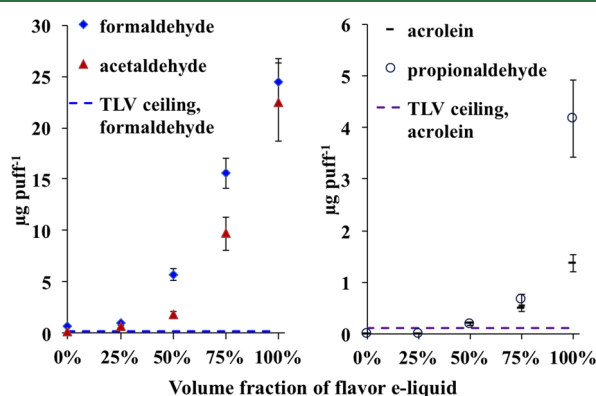 formaldehyde
acetaldehyde
TLV ceiling,
formaldehyde
30
25
20
15
10
5
0
µg puff-1
0% 25% 50% 75% 100%
acrolein
propionaldehyde
TLV ceiling,
acrolein
6
5
4
3
2
1
0
µg puff-1
0% 25% 50% 75% 100%
Volume fraction of flavor e-liquid